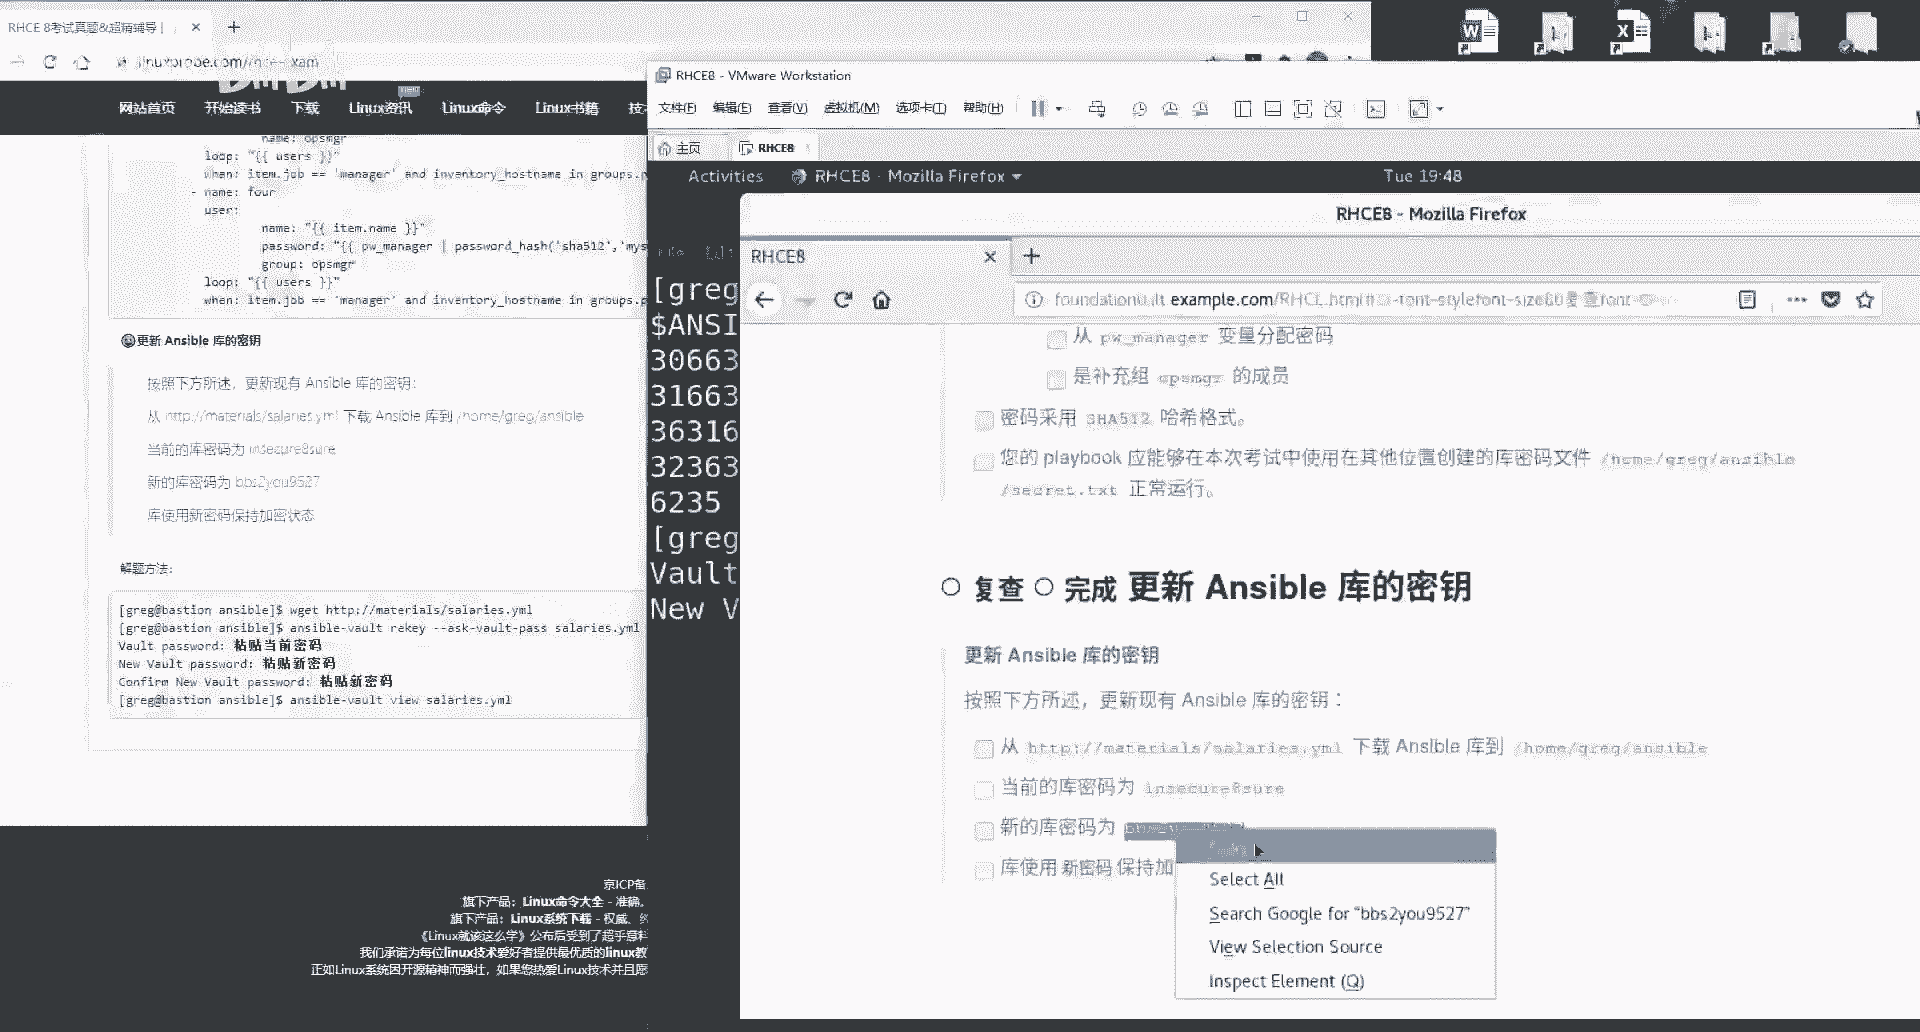 RHCE 8考试真题&超精辅导 |
linuxprobe.com/rhce-exam
网站首页 开始读书 下载 Linux资讯 Linux命令 Linux书籍
name: opsmgr
loop: "{{ users }}"
when: item.job == 'manager' and inventory_hostname in groups.p
- name: four
user:
name: "{{ item.name }}"
password: "{{ pw_manager | password_hash('sha512','mys
group: opsmgr
loop: "{{ users }}"
when: item.job == 'manager' and inventory_hostname in groups.p
更新 Ansible 库的密钥
按照下方所述，更新现有 Ansible 库的密钥:
从 http://materials/salaries.yml 下载 Ansible 库到 /home/greg/ansible
当前的库密码为 insecure8sure
新的库密码为 bbs2you9527
库使用新密码保持加密状态
解题方法:
[greg@bastion ansible]$ wget http://materials/salaries.yml
[greg@bastion ansible]$ ansible-vault rekey --ask-vault-pass salaries.yml
Vault password: 粘贴当前密码
New Vault password: 粘贴新密码
Confirm New Vault password: 粘贴新密码
[greg@bastion ansible]$ ansible-vault view salaries.yml
京ICP备
旗下产品：Linux命令大全 - 准确。
旗下产品：Linux系统下载 - 权威、
《Linux就该这么学》公布后受到了超乎意料
我们承诺为每位linux技术爱好者提供最优质的linux教
正如Linux系统因开源精神而强壮，如果您热爱Linux技术并且愿
RHCE8 - VMware Workstation
文件(F) 编辑(E) 查看(V) 虚拟机(M) 选项卡(T) 帮助(H)
主页 RHCE8
Activities RHCE8 - Mozilla Firefox Tue 19:48
RHCE8 - Mozilla Firefox
RHCE8
[greg
$ANSI
30663
31663
36316
32363
6235
[greg
Vault
New V
从 pw_manager 变量分配密码
是补充组 opsmgr 的成员
密码采用 SHA512 哈希格式。
您的 playbook 应能够在本次考试中使用在其他位置创建的库密码文件 /home/greg/ansible
/secret.txt 正常运行。
复查 完成 更新 Ansible 库的密钥
更新 Ansible 库的密钥
按照下方所述，更新现有 Ansible 库的密钥：
从 http://materials/salaries.yml 下载 Ansible 库到 /home/greg/ansible
当前的库密码为 insecure8sure
新的库密码为
库使用新密码保持加
Select All
Search Google for "bbs2you9527"
View Selection Source
Inspect Element (Q)